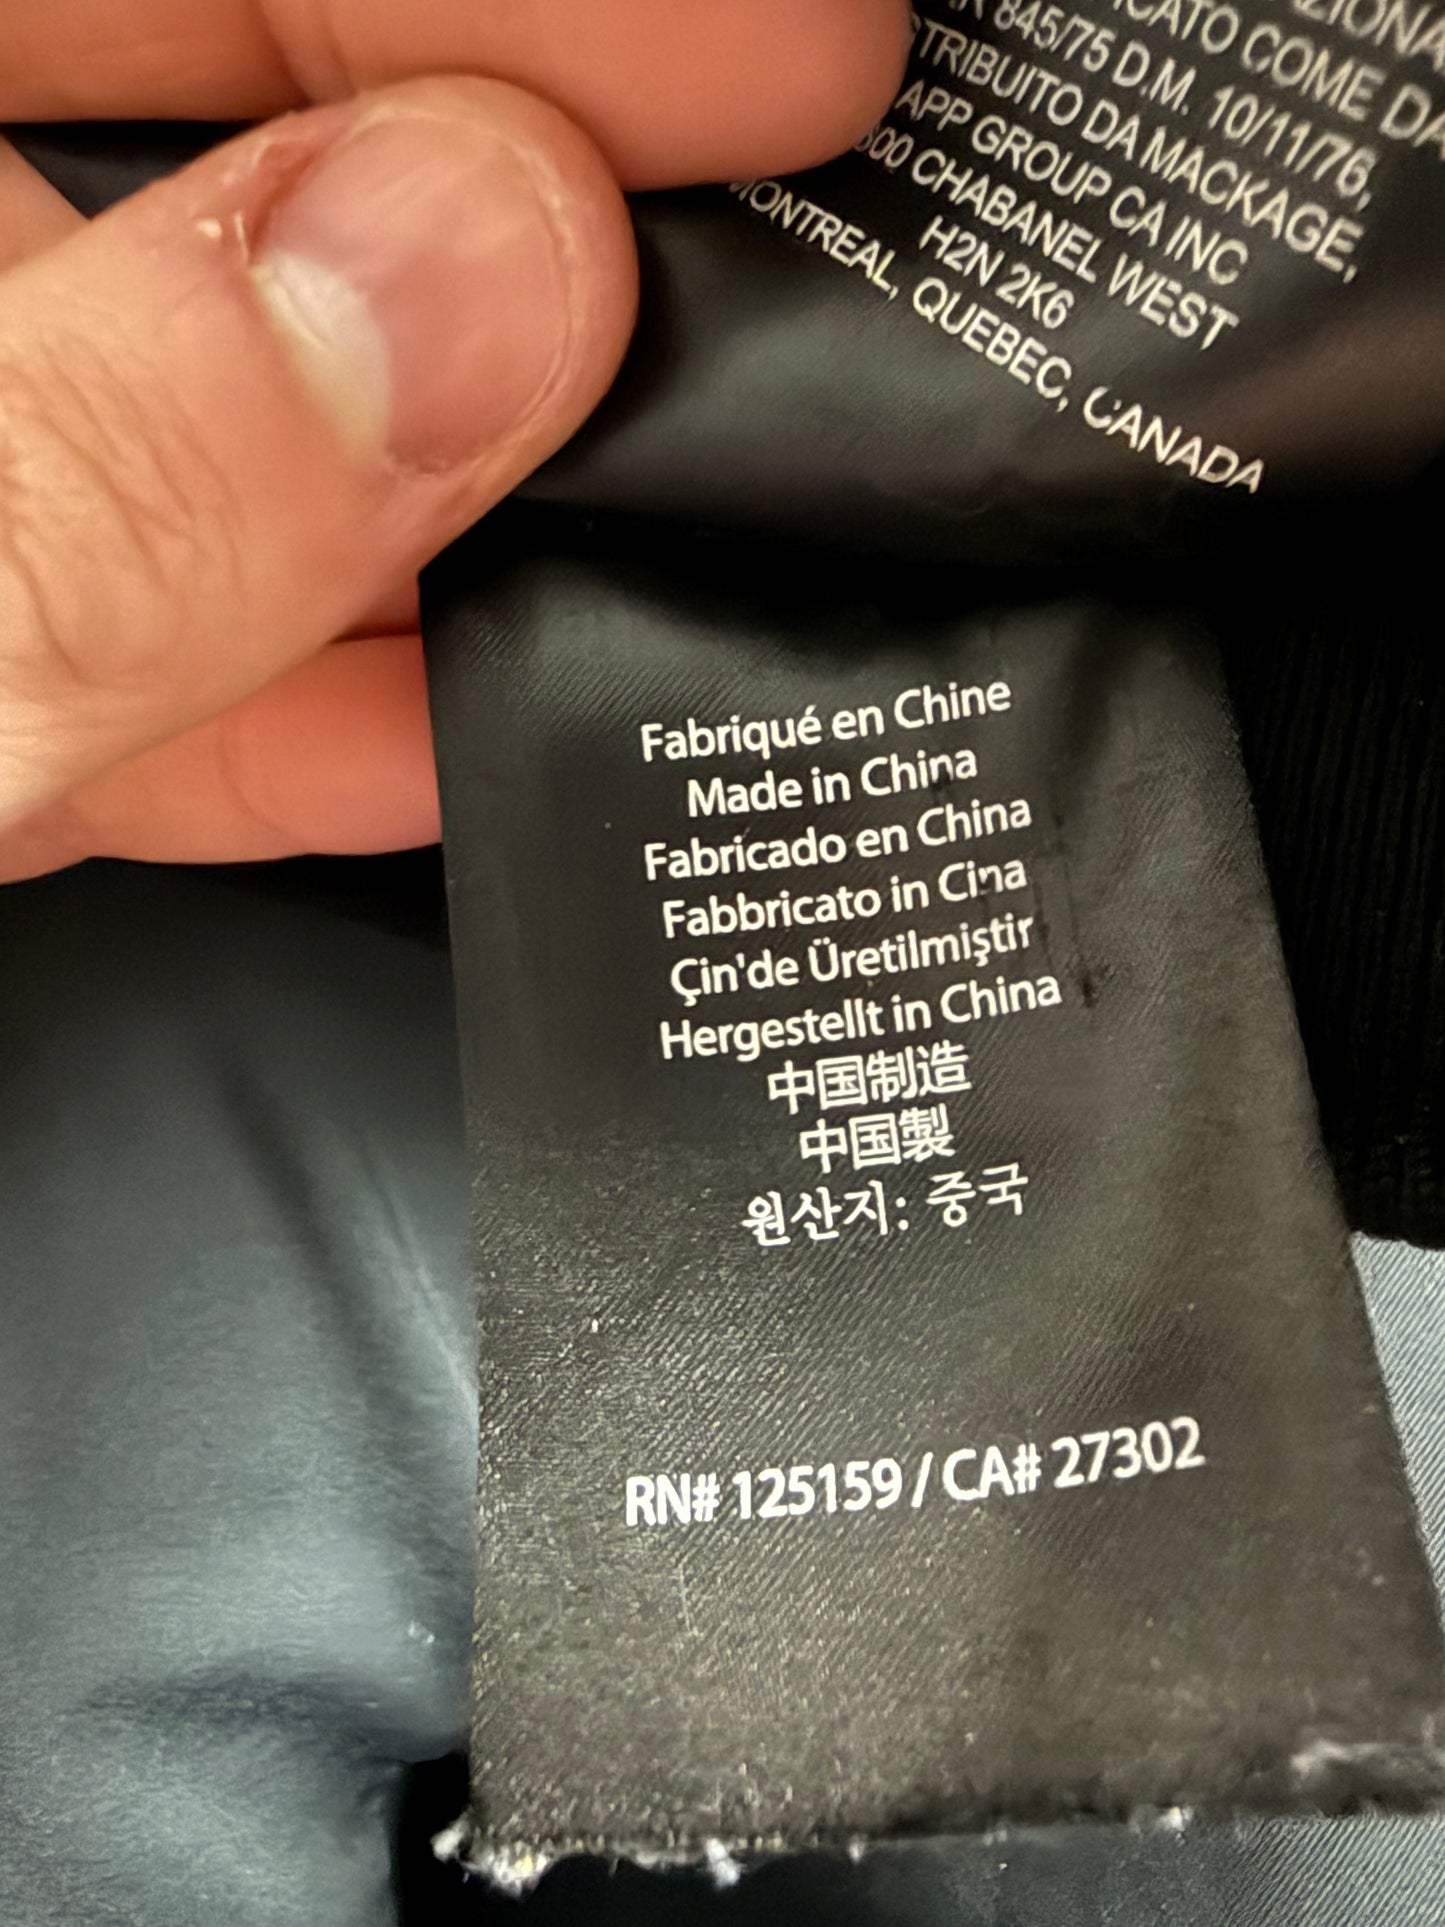 COME DA
845/75 D.M. 10/11/76,
DA MACKAGE,
APP GROUP CA INC
CHABANEL WEST
H2N 2K6
MONTREAL, QUEBEC, CANADA
Fabriqué en Chine
Made in China
Fabricado en China
Fabbricato in Cina
Çin'de Üretilmiştir
Hergestellt in China
中国制造
中国製
원산지: 중국
RN# 125159 / CA# 27302